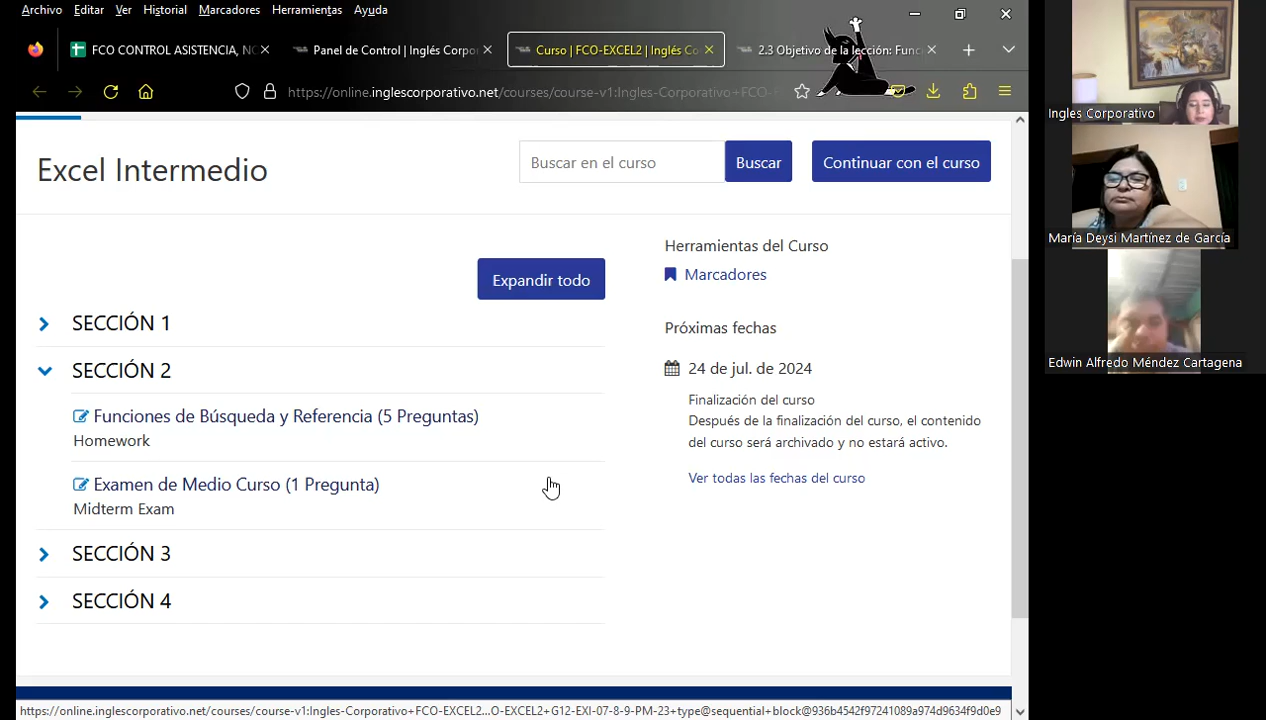 Archivo Editar Ver Historial Marcadores Herramientas Ayuda
FCO CONTROL ASISTENCIA, NO
Panel de Control | Inglés Corpor
Curso | FCO-EXCEL2 | Inglés Co
2.3 Objetivo de la lección: Func
https://online.inglescorporativo.net/courses/course-v1:Ingles-Corporativo+FCO-
Excel Intermedio
Buscar en el curso
Buscar
Continuar con el curso
Herramientas del Curso
Marcadores
Expandir todo
Próximas fechas
SECCIÓN 1
SECCIÓN 2
24 de jul. de 2024
Finalización del curso
Después de la finalización del curso, el contenido
del curso será archivado y no estará activo.
Ver todas las fechas del curso
Funciones de Búsqueda y Referencia (5 Preguntas)
Homework
Examen de Medio Curso (1 Pregunta)
Midterm Exam
SECCIÓN 3
SECCIÓN 4
https://online.inglescorporativo.net/courses/course-v1:Ingles-Corporativo+FCO-EXCEL2...O-EXCEL2+G12-EXI-07-8-9-PM-23+type@sequential+block@936b4542f97241089a974d9634f9d0e9
Ingles Corporativo
María Deysi Martínez de García
Edwin Alfredo Méndez Cartagena